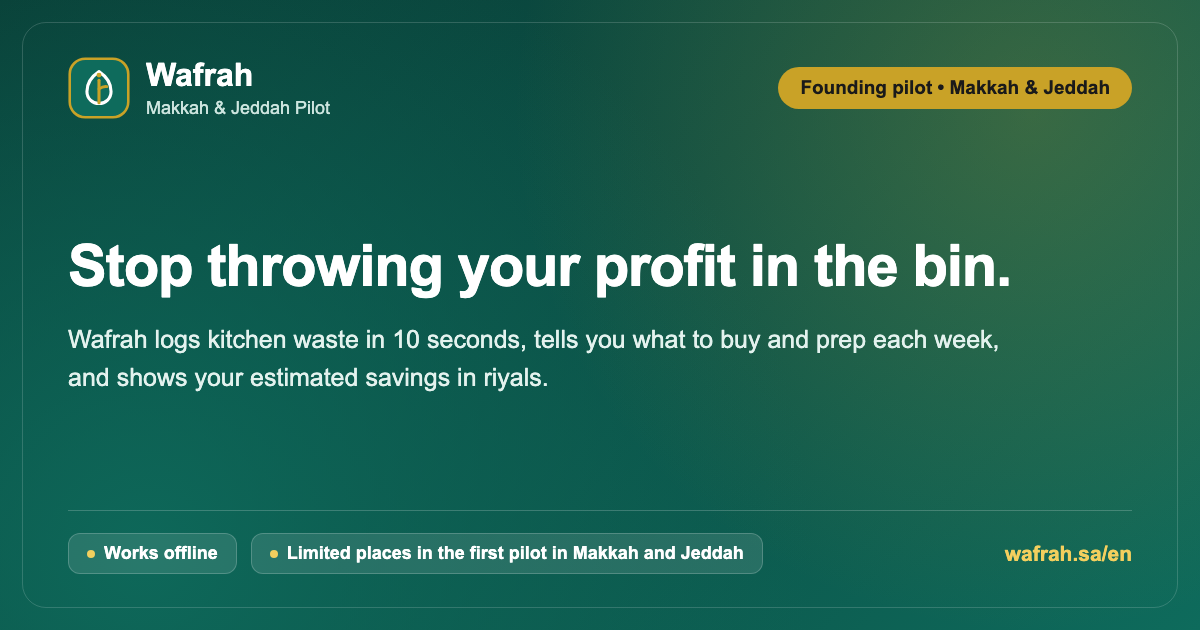 Wafrah
Makkah & Jeddah Pilot
Founding pilot • Makkah & Jeddah
Stop throwing your profit in the bin.
Wafrah logs kitchen waste in 10 seconds, tells you what to buy and prep each week,
and shows your estimated savings in riyals.
Works offline
Limited places in the first pilot in Makkah and Jeddah
wafrah.sa/en